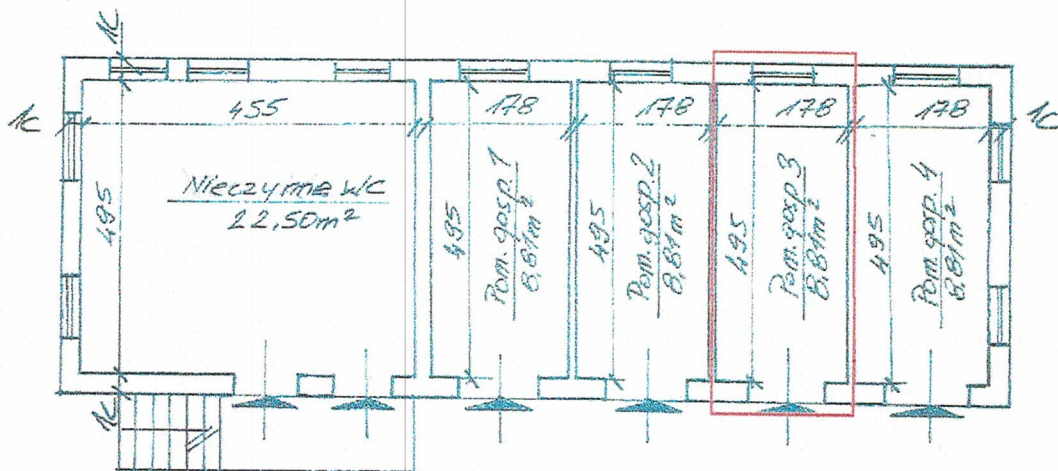 1c
1c
455
178
178
178
178
1c
Nieczynne WC
22,50m²
495
495
Pom. gosp. 1
8,81m²
495
Pom. gosp. 2
8,81m²
495
Pom. gosp. 3
8,81m²
495
Pom. gosp. 4
8,81m²
1c